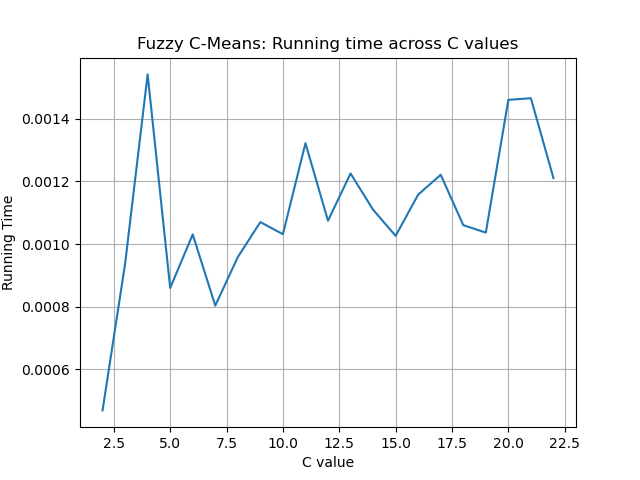 Fuzzy C-Means: Running time across C values
Running Time
0.0014
0.0012
0.0010
0.0008
0.0006
2.5 5.0 7.5 10.0 12.5 15.0 17.5 20.0 22.5
C value